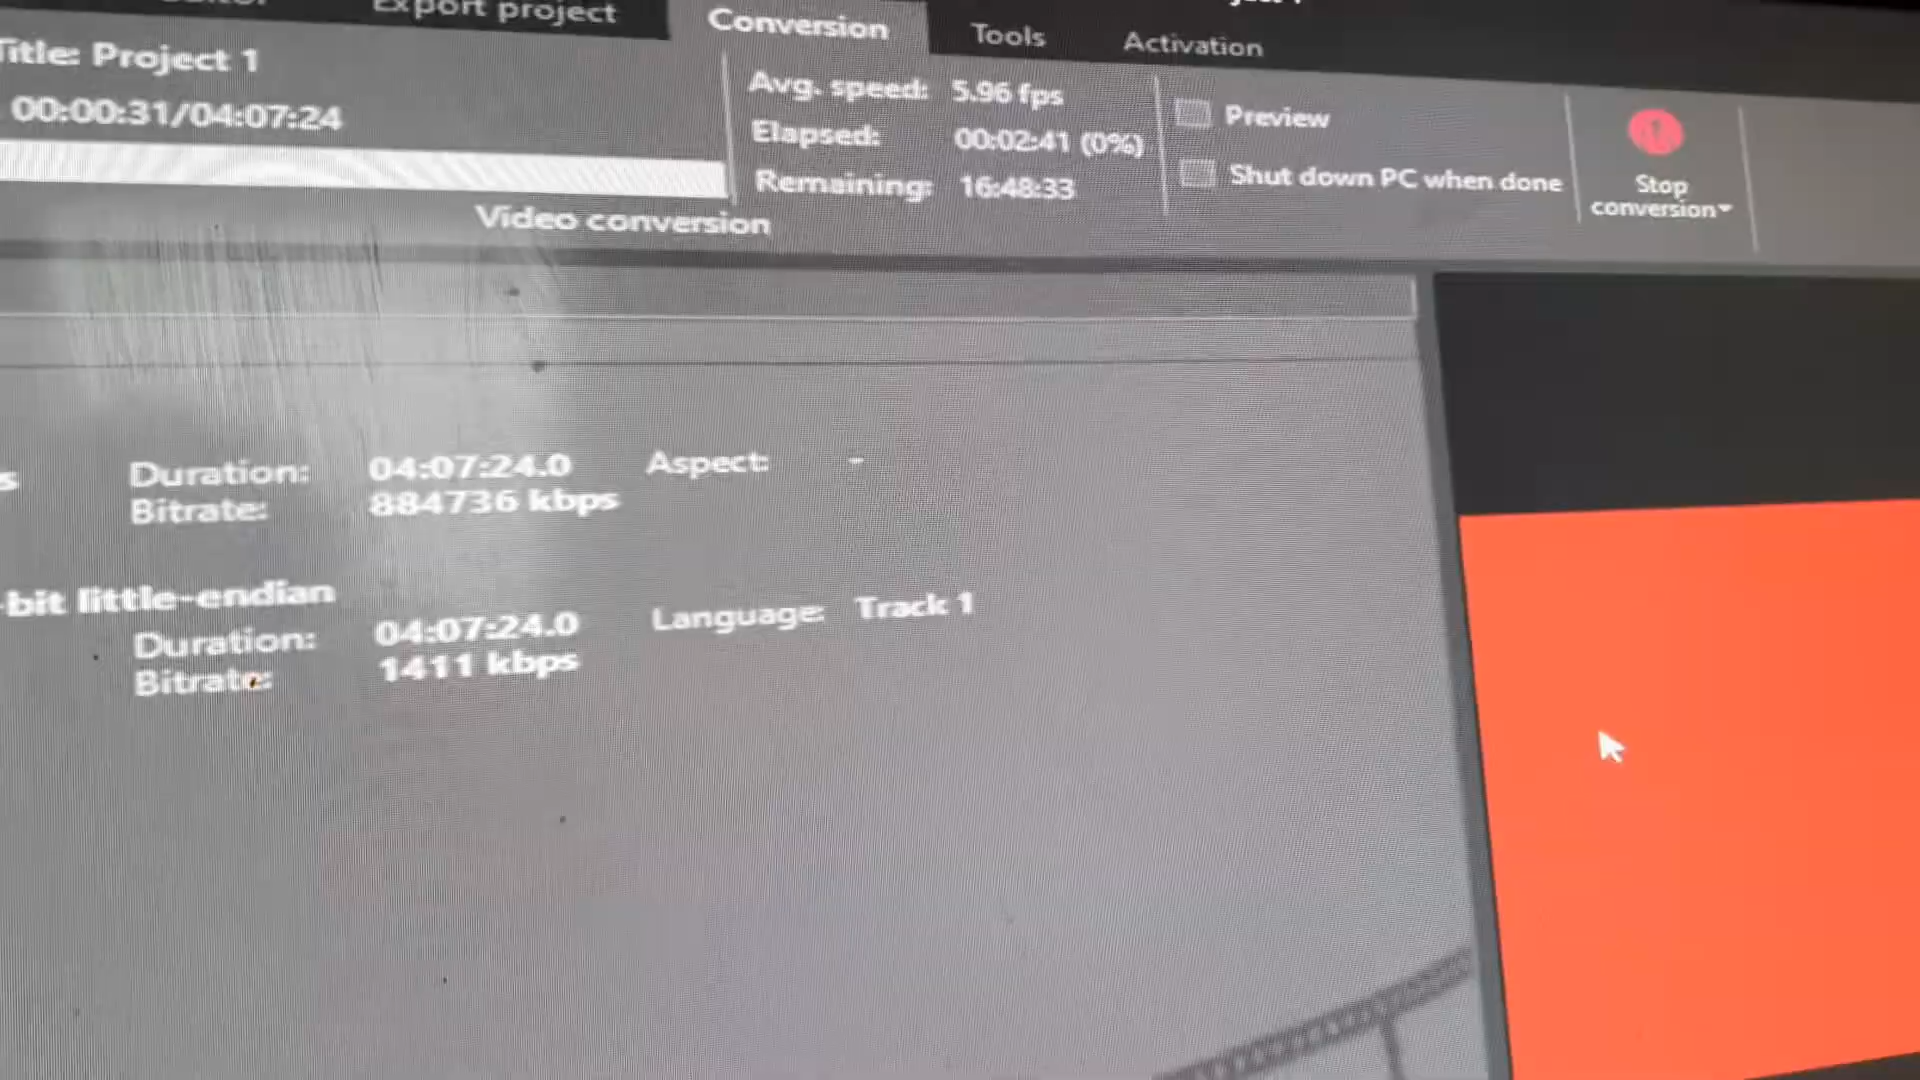 Export project
Conversion
Tools
Activation
Title: Project 1
00:00:31/04:07:24
Avg. speed: 5.96 fps
Elapsed: 00:02:41 (0%)
Remaining: 16:48:33
Preview
Shut down PC when done
Stop
conversion
Video conversion
Duration: 04:07:24.0 Aspect: -
Bitrate: 884736 kbps
-bit little-endian
Duration: 04:07:24.0 Language: Track 1
Bitrate: 1411 kbps